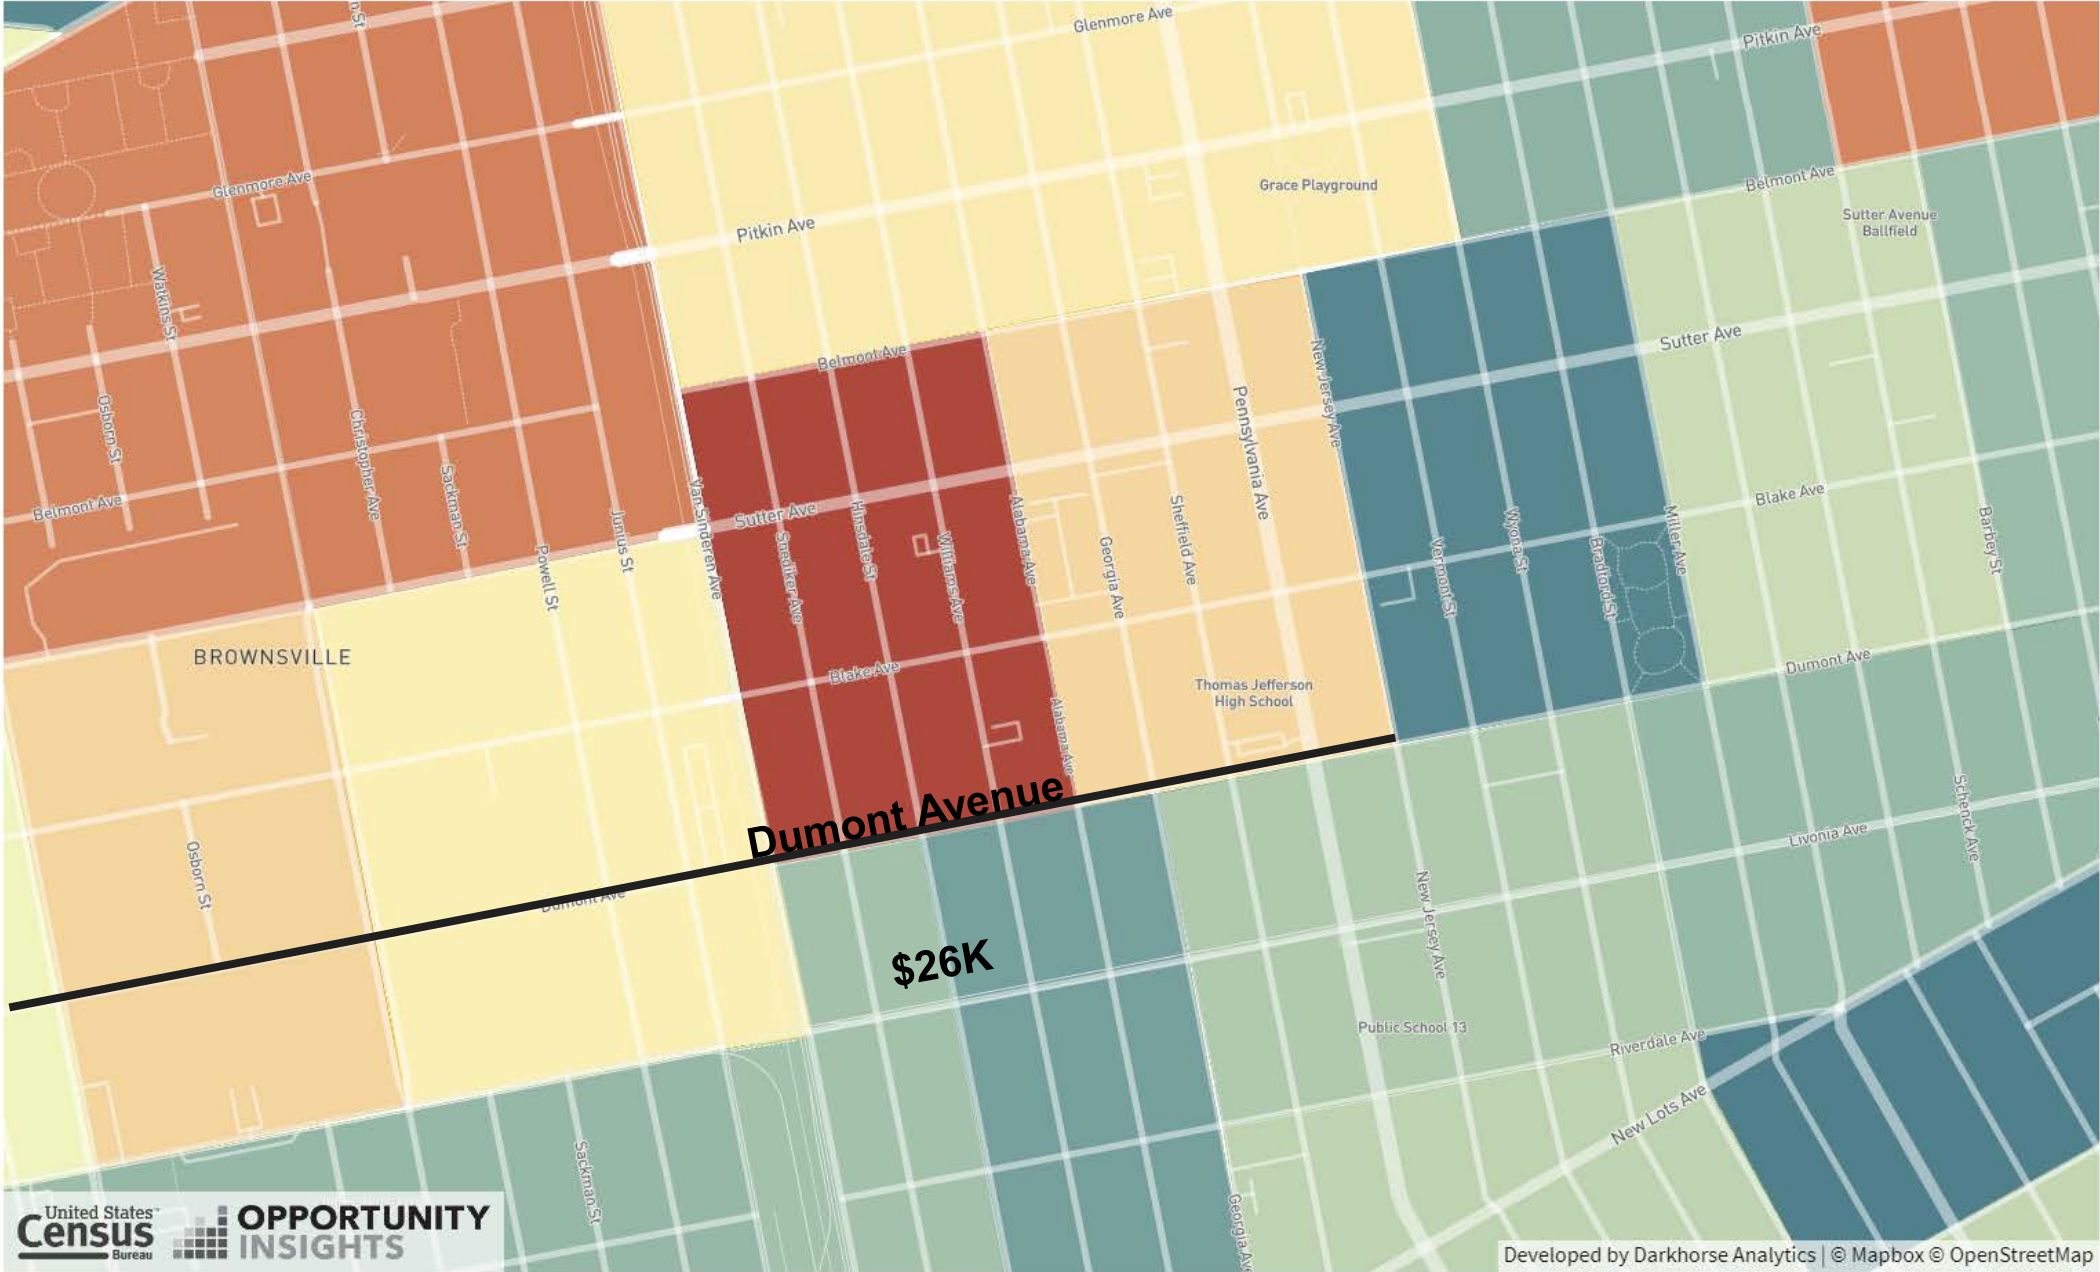 n St
Glenmore Ave
Pitkin Ave
Glenmore Ave
Belmont Ave
Grace Playground
Sutter Avenue
Ballfield
Pitkin Ave
Watkins St
Belmont Ave
Sutter Ave
New Jersey Ave
Pennsylvania Ave
Osborn St
Christopher Ave
Sackman St
Belmont Ave
Junius St
Van Sinderen Ave
Sutter Ave
Snediker Ave
Hinsdale St
Williams Ave
Alabama Ave
Georgia Ave
Sheffield Ave
Vermont St
Wyona St
Bradford St
Miller Ave
Blake Ave
Barbey St
Powell St
BROWNSVILLE
Blake Ave
Alabama Ave
Thomas Jefferson
High School
Dumont Ave
Dumont Avenue
Osborn St
Dumont Ave
New Jersey Ave
Livonia Ave
Schenck Ave
$26K
Public School 13
Riverdale Ave
New Lots Ave
Sackman St
Georgia Av
United States™
Census
Bureau
OPPORTUNITY
INSIGHTS
Developed by Darkhorse Analytics | © Mapbox © OpenStreetMap